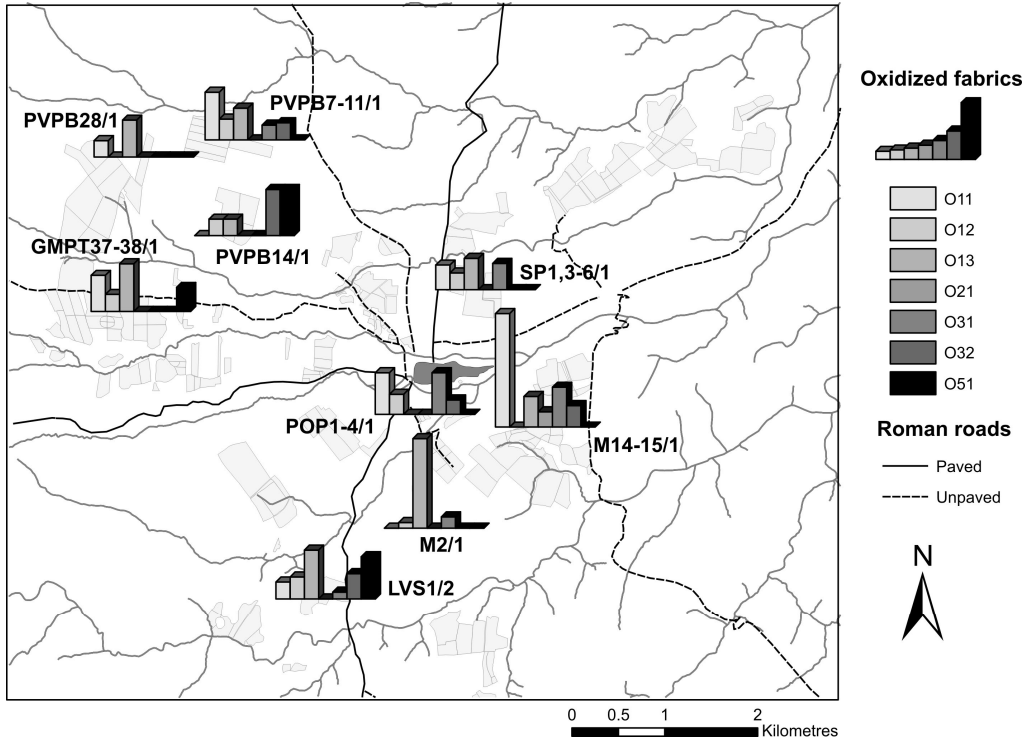 PVPB28/1
PVPB7-11/1
PVPB14/1
GMPT37-38/1
SP1,3-6/1
POP1-4/1
M14-15/1
M2/1
LVS1/2
Oxidized fabrics
O11
O12
O13
O21
O31
O32
O51
Roman roads
Paved
Unpaved
N
0 0.5 1 2
Kilometres